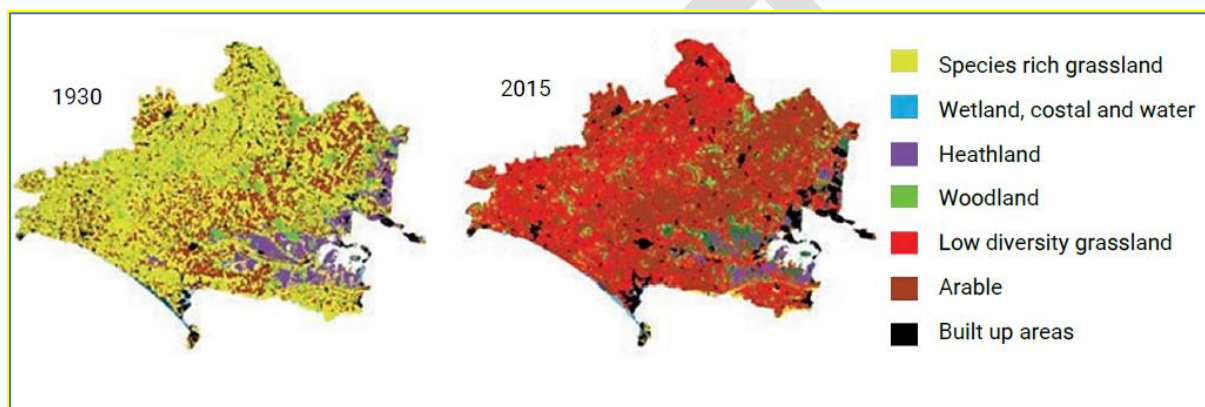 1930
2015
Species rich grassland
Wetland, costal and water
Heathland
Woodland
Low diversity grassland
Arable
Built up areas